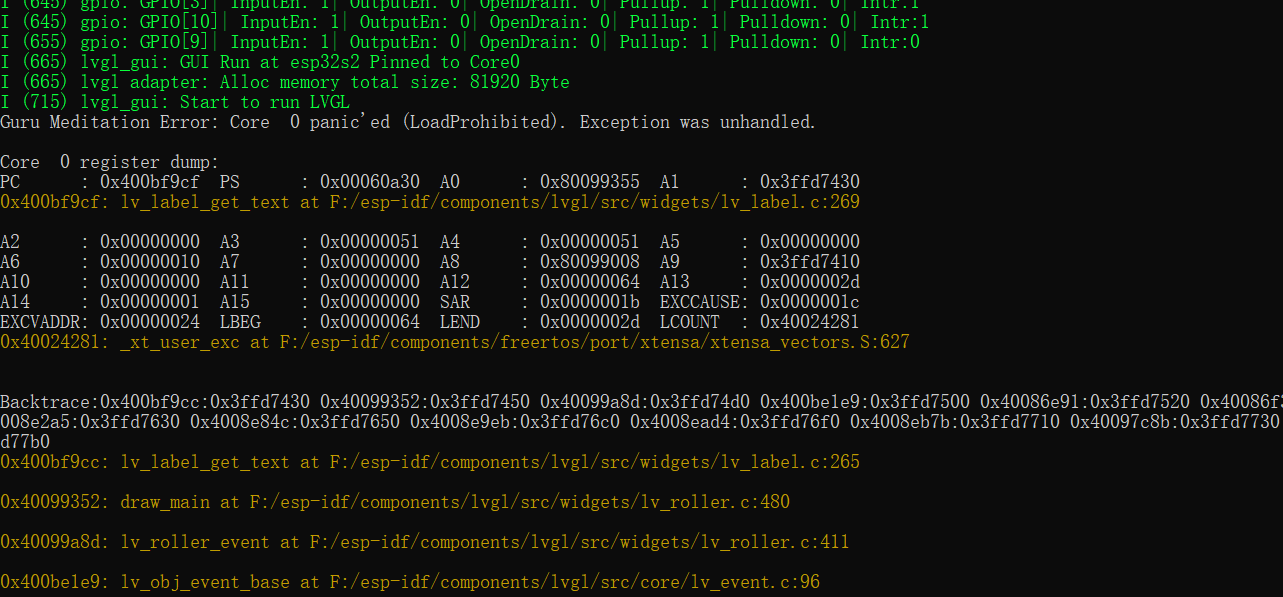 I (645) gpio: GPIO[3]| InputEn: 1| OutputEn: 0| OpenDrain: 0| Pullup: 1| Pulldown: 0| Intr:1
I (645) gpio: GPIO[10]| InputEn: 1| OutputEn: 0| OpenDrain: 0| Pullup: 1| Pulldown: 0| Intr:1
I (655) gpio: GPIO[9]| InputEn: 1| OutputEn: 0| OpenDrain: 0| Pullup: 1| Pulldown: 0| Intr:0
I (665) lvgl_gui: GUI Run at esp32s2 Pinned to Core0
I (665) lvgl adapter: Alloc memory total size: 81920 Byte
I (715) lvgl_gui: Start to run LVGL
Guru Meditation Error: Core  0 panic'ed (LoadProhibited). Exception was unhandled.
Core  0 register dump:
PC      : 0x400bf9cf  PS      : 0x00060a30  A0      : 0x80099355  A1      : 0x3ffd7430
0x400bf9cf: lv_label_get_text at F:/esp-idf/components/lvgl/src/widgets/lv_label.c:269
A2      : 0x00000000  A3      : 0x00000051  A4      : 0x00000051  A5      : 0x00000000
A6      : 0x00000010  A7      : 0x00000000  A8      : 0x80099008  A9      : 0x3ffd7410
A10     : 0x00000000  A11     : 0x00000000  A12     : 0x00000064  A13     : 0x0000002d
A14     : 0x00000001  A15     : 0x00000000  SAR     : 0x0000001b  EXCCAUSE: 0x0000001c
EXCVADDR: 0x00000024  LBEG    : 0x00000064  LEND    : 0x0000002d  LCOUNT  : 0x40024281
0x40024281: _xt_user_exc at F:/esp-idf/components/freertos/port/xtensa/xtensa_vectors.S:627
Backtrace:0x400bf9cc:0x3ffd7430 0x40099352:0x3ffd7450 0x40099a8d:0x3ffd74d0 0x400be1e9:0x3ffd7500 0x40086e91:0x3ffd7520 0x40086f3
008e2a5:0x3ffd7630 0x4008e84c:0x3ffd7650 0x4008e9eb:0x3ffd76c0 0x4008ead4:0x3ffd76f0 0x4008eb7b:0x3ffd7710 0x40097c8b:0x3ffd7730
d77b0
0x400bf9cc: lv_label_get_text at F:/esp-idf/components/lvgl/src/widgets/lv_label.c:265
0x40099352: draw_main at F:/esp-idf/components/lvgl/src/widgets/lv_roller.c:480
0x40099a8d: lv_roller_event at F:/esp-idf/components/lvgl/src/widgets/lv_roller.c:411
0x400be1e9: lv_obj_event_base at F:/esp-idf/components/lvgl/src/core/lv_event.c:96